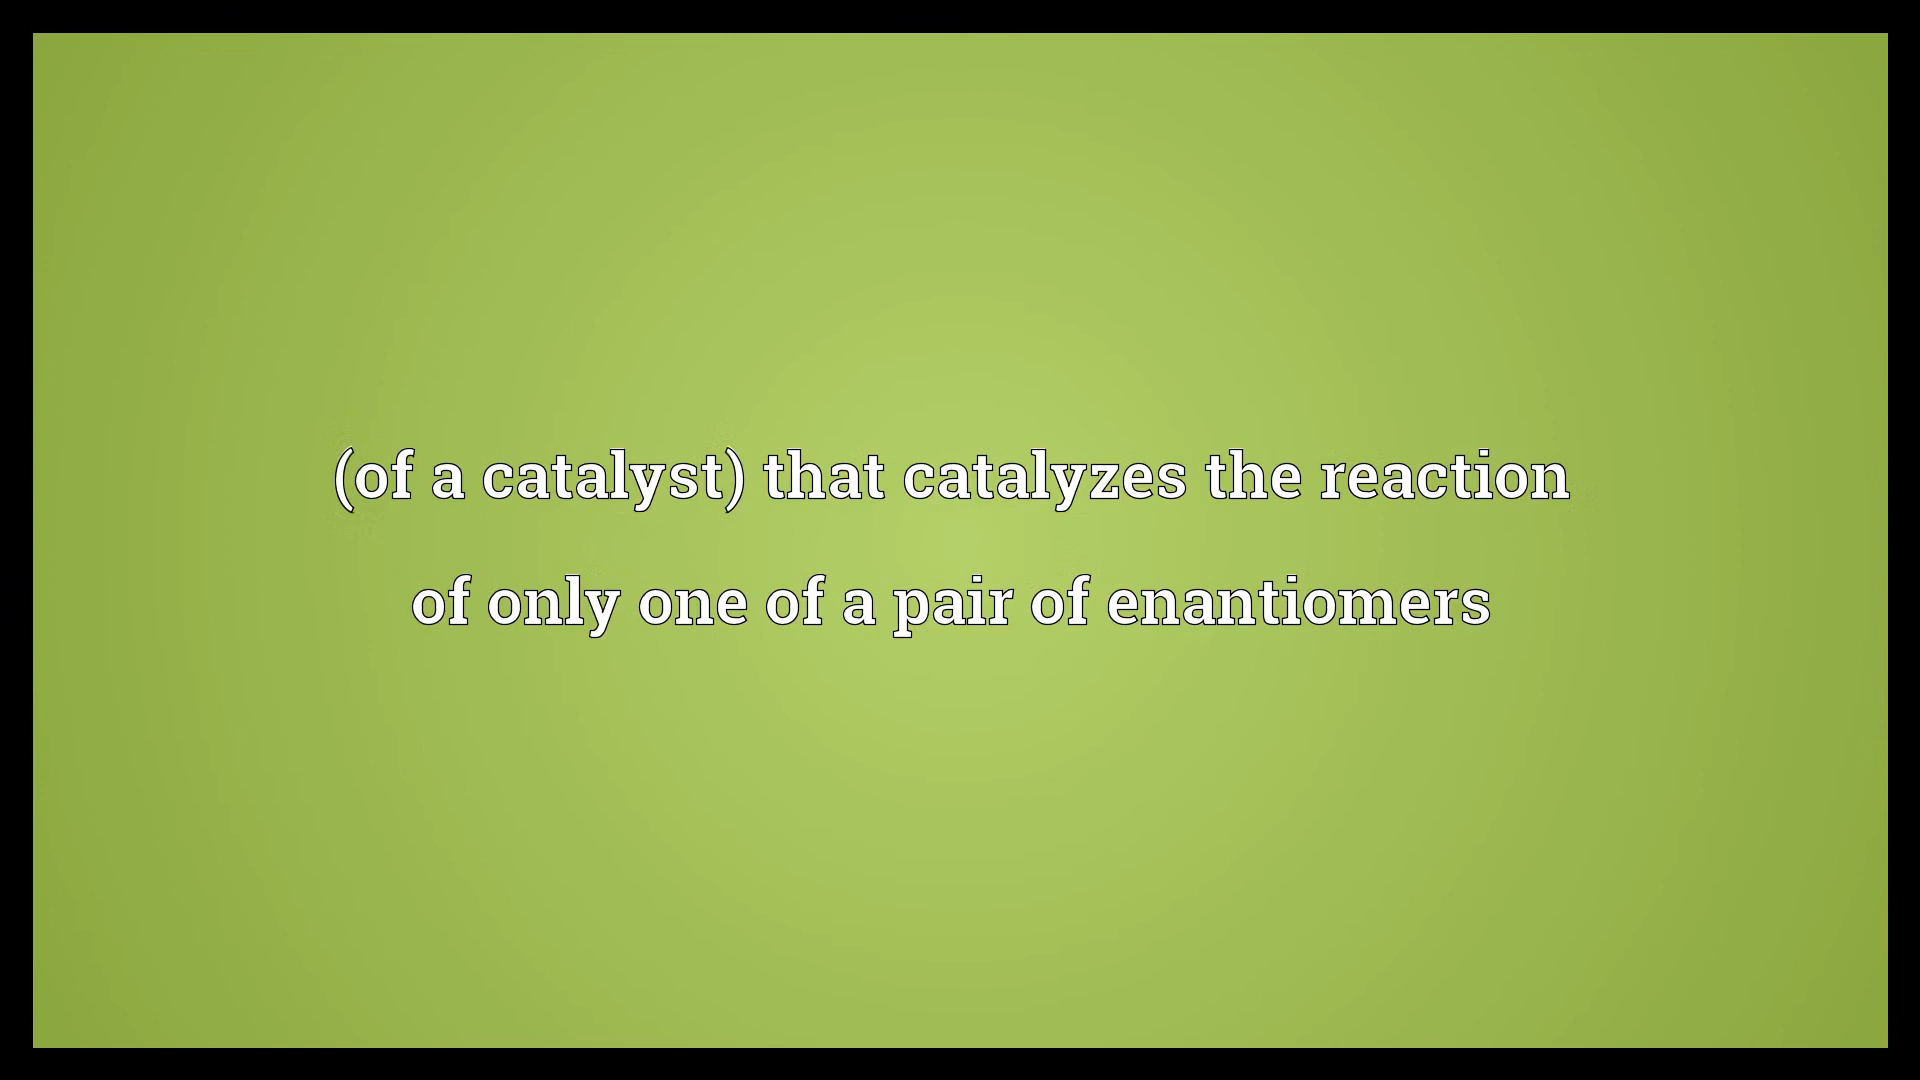 (of a catalyst) that catalyzes the reaction
of only one of a pair of enantiomers